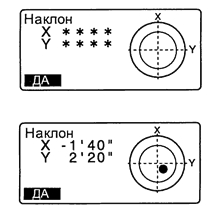 Наклон
X * * * *
Y * * * *
X
Y
ДА
Наклон
X -1'40"
Y 2'20"
X
Y
ДА